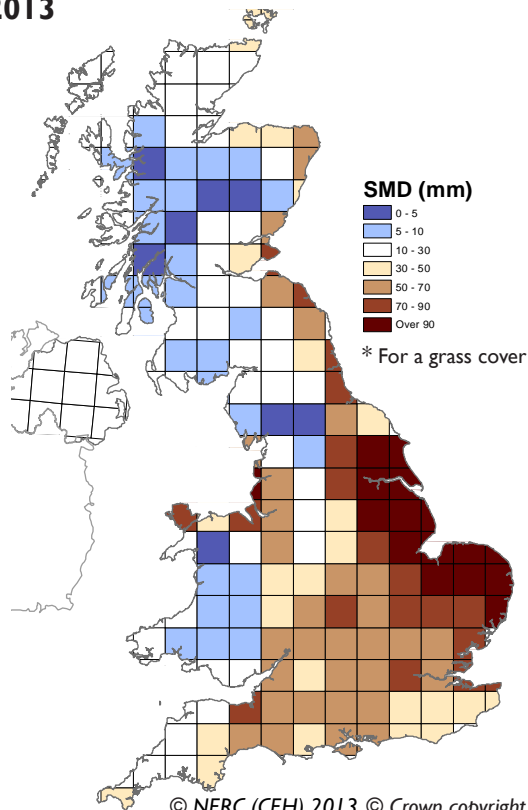 2013
SMD (mm)
0 - 5
5 - 10
10 - 30
30 - 50
50 - 70
70 - 90
Over 90
* For a grass cover
© NERC (CEH) 2013 © Crown copyright